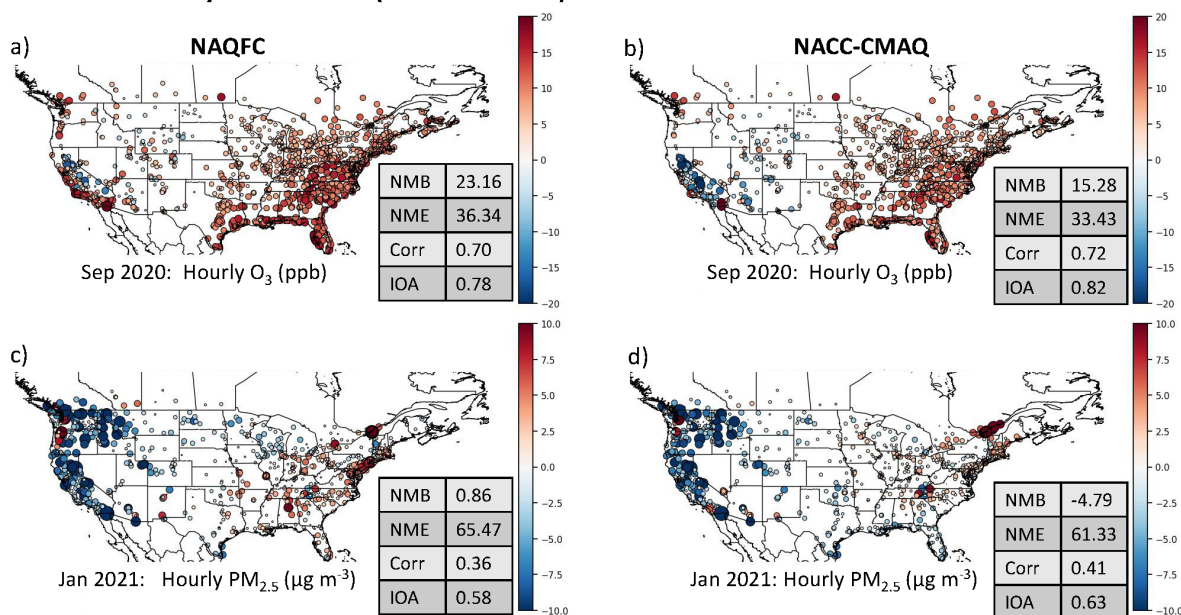 a)
NAQFC
NMB 23.16
NME 36.34
Corr 0.70
IOA 0.78
Sep 2020: Hourly O₃ (ppb)
20
15
10
5
0
−5
−10
−15
−20
b)
NACC-CMAQ
NMB 15.28
NME 33.43
Corr 0.72
IOA 0.82
Sep 2020: Hourly O₃ (ppb)
20
15
10
5
0
−5
−10
−15
−20
c)
NMB 0.86
NME 65.47
Corr 0.36
IOA 0.58
Jan 2021: Hourly PM₂.₅ (µg m⁻³)
10.0
7.5
5.0
2.5
0.0
−2.5
−5.0
−7.5
−10.0
d)
NMB -4.79
NME 61.33
Corr 0.41
IOA 0.63
Jan 2021: Hourly PM₂.₅ (µg m⁻³)
10.0
7.5
5.0
2.5
0.0
−2.5
−5.0
−7.5
−10.0